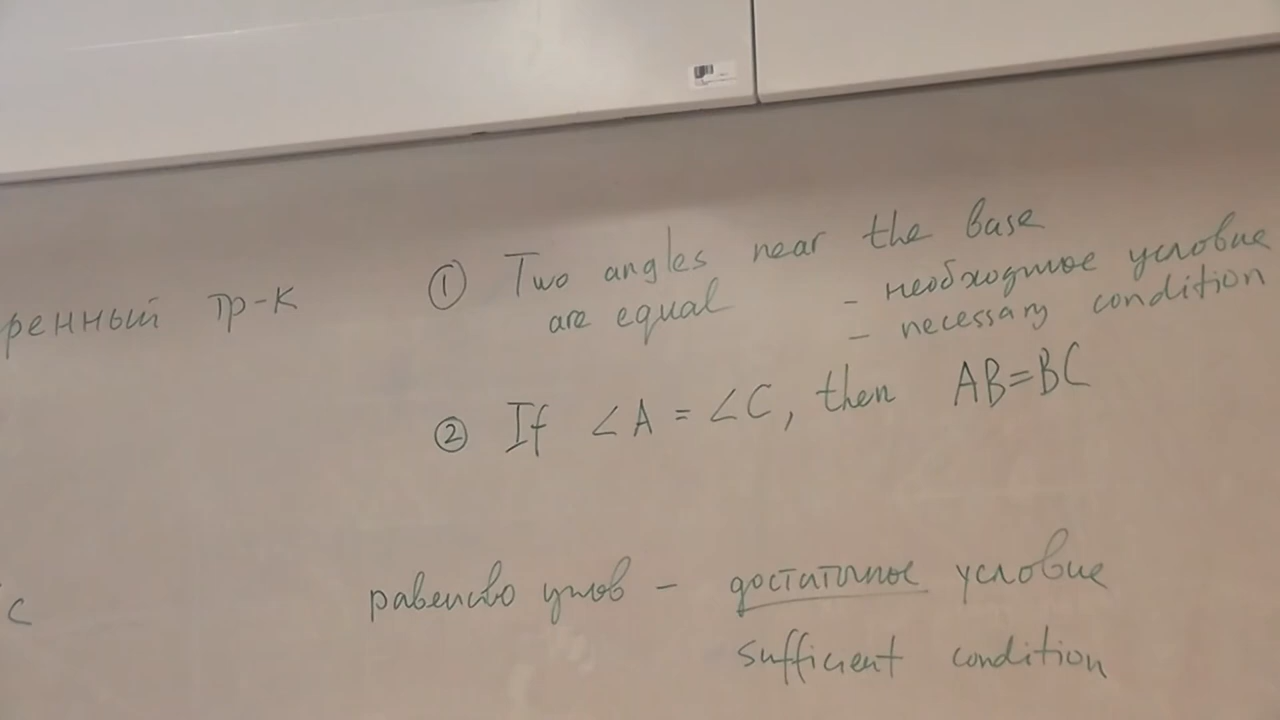 ренный тр-к
① Two angles near the base
are equal
- необходимое условие
- necessary condition
② If ∠A = ∠C, then AB=BC
C
равенство углов - достаточное условие
sufficient condition